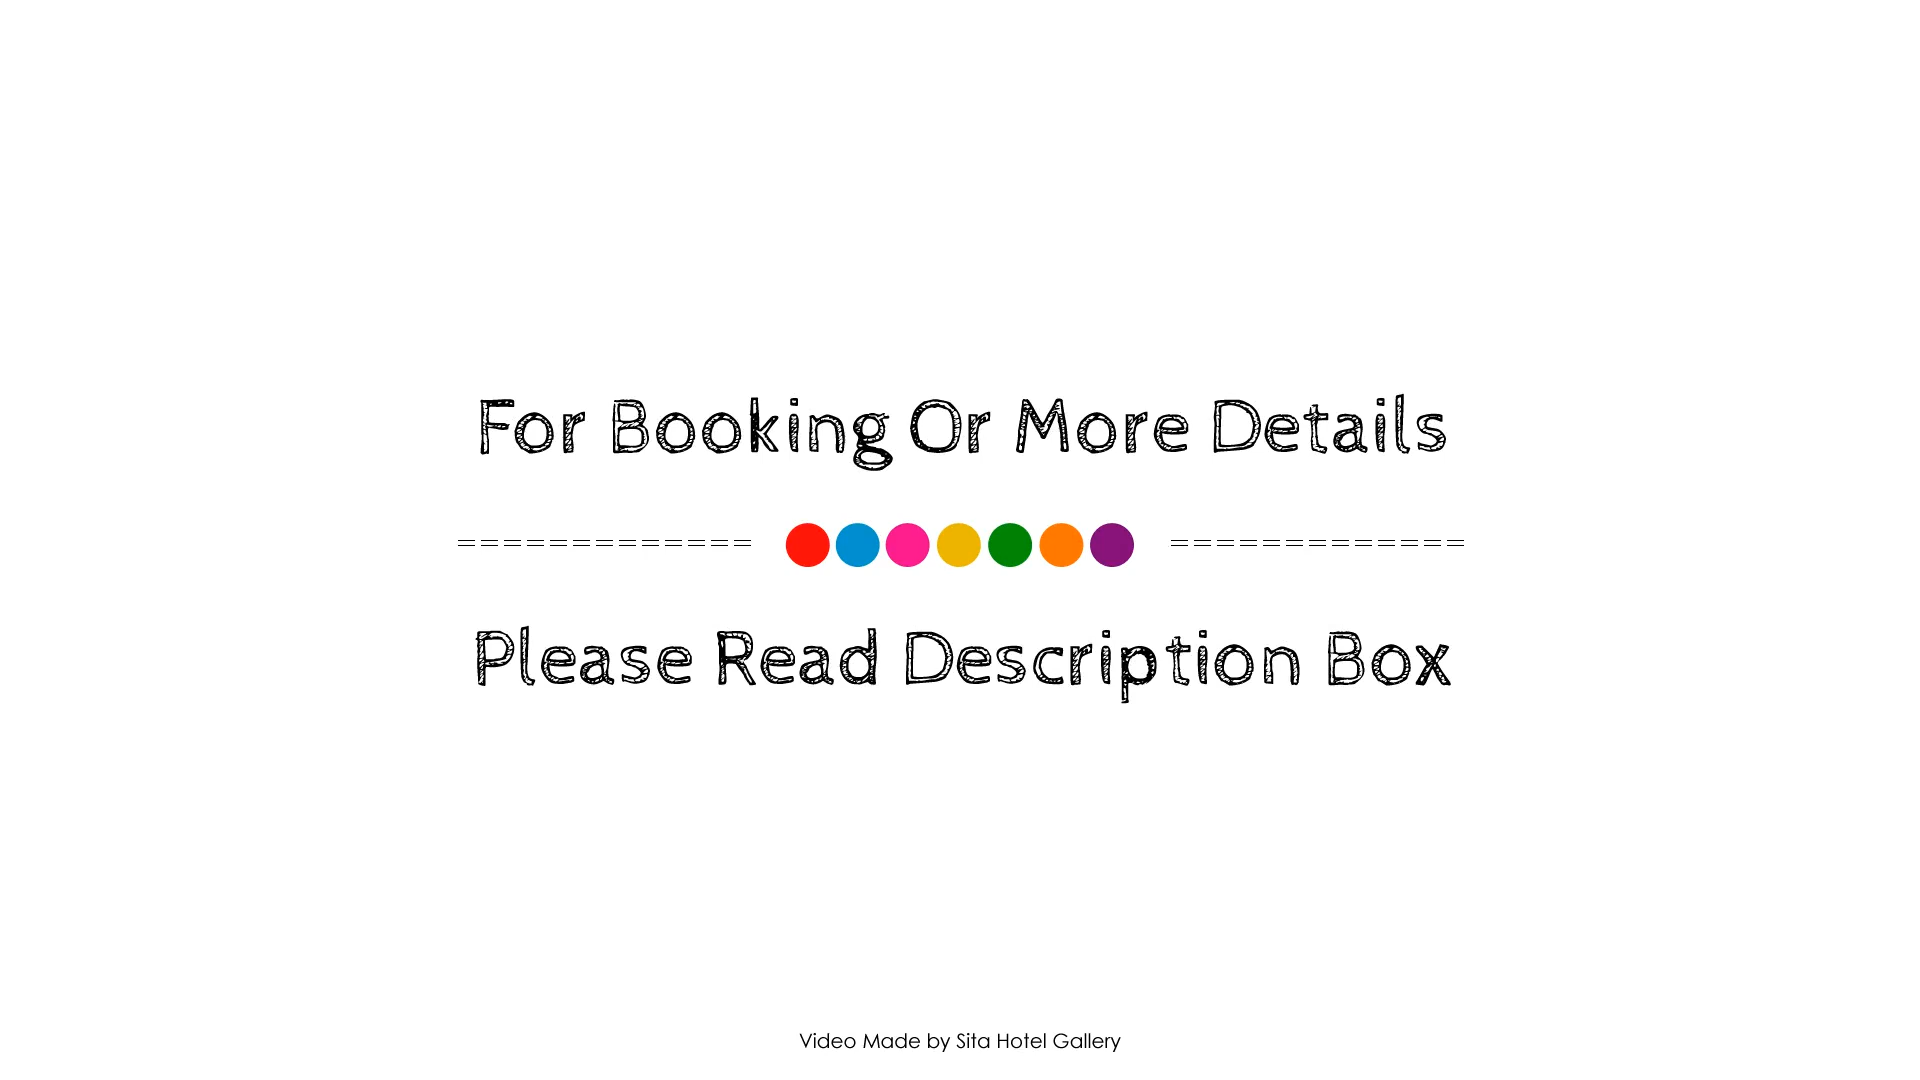 For Booking Or More Details
============= =============
Please Read Description Box
Video Made by Sita Hotel Gallery